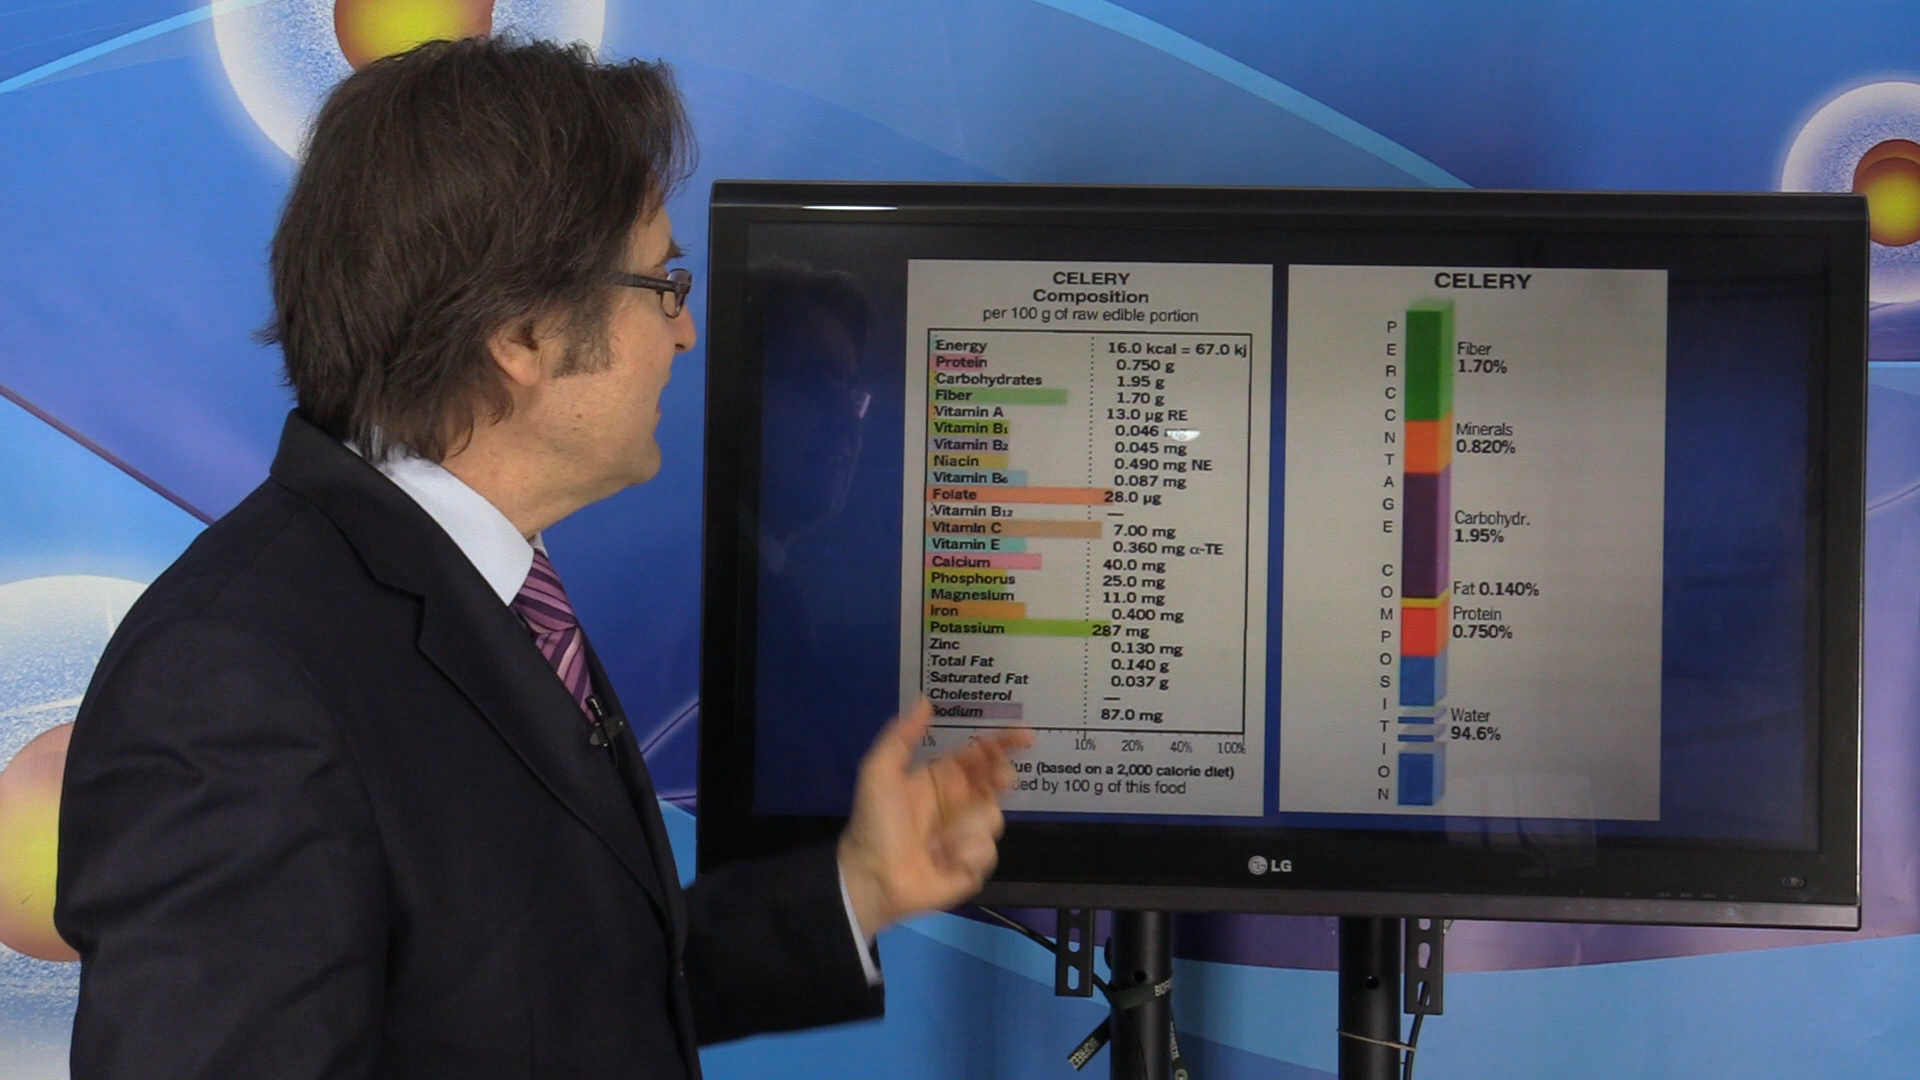 CELERY
Composition
per 100 g of raw edible portion
Energy 16.0 kcal = 67.0 kj
Protein 0.750 g
Carbohydrates 1.95 g
Fiber 1.70 g
Vitamin A 13.0 µg RE
Vitamin B1 0.046
Vitamin B2 0.045 mg
Niacin 0.490 mg NE
Vitamin B6 0.087 mg
Folate 28.0 µg
Vitamin B12 —
Vitamin C 7.00 mg
Vitamin E 0.360 mg α-TE
Calcium 40.0 mg
Phosphorus 25.0 mg
Magnesium 11.0 mg
Iron 0.400 mg
Potassium 287 mg
Zinc 0.130 mg
Total Fat 0.140 g
Saturated Fat 0.037 g
Cholesterol —
Sodium 87.0 mg
1% 10% 20% 40% 100%
(based on a 2,000 calorie diet)
by 100 g of this food
CELERY
PERCCNTAGE COMPOSITION
Fiber
1.70%
Minerals
0.820%
Carbohydr.
1.95%
Fat 0.140%
Protein
0.750%
Water
94.6%
LG